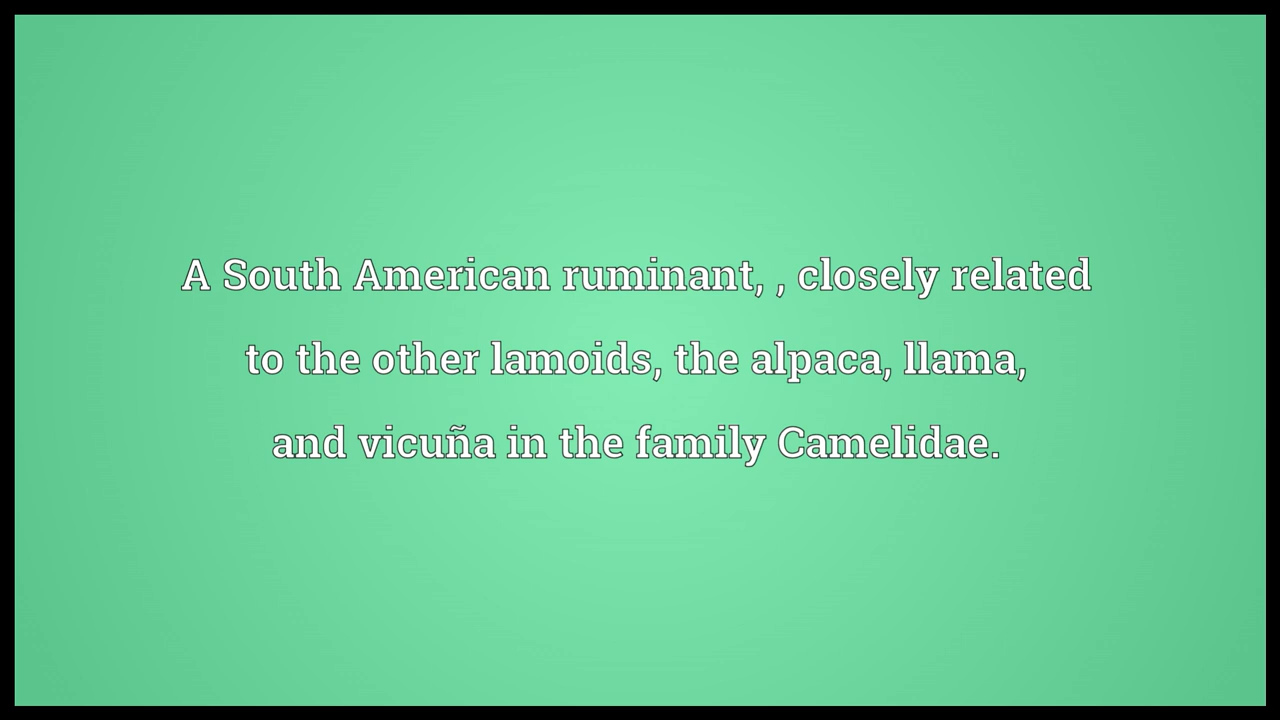 A South American ruminant, , closely related
to the other lamoids, the alpaca, llama,
and vicuña in the family Camelidae.